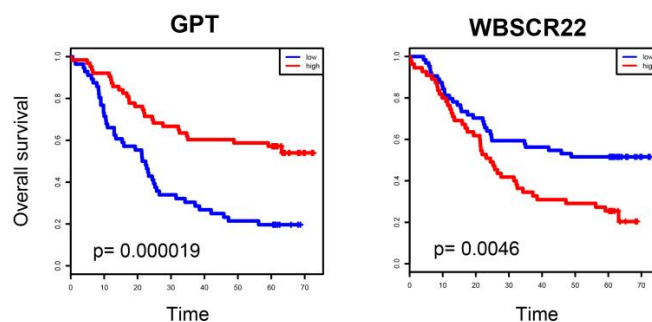 GPT
WBSCR22
low
high
low
high
Overall survival
1.0
0.8
0.6
0.4
0.2
0.0
1.0
0.8
0.6
0.4
0.2
0.0
p= 0.000019
p= 0.0046
0 10 20 30 40 50 60 70
0 10 20 30 40 50 60 70
Time
Time